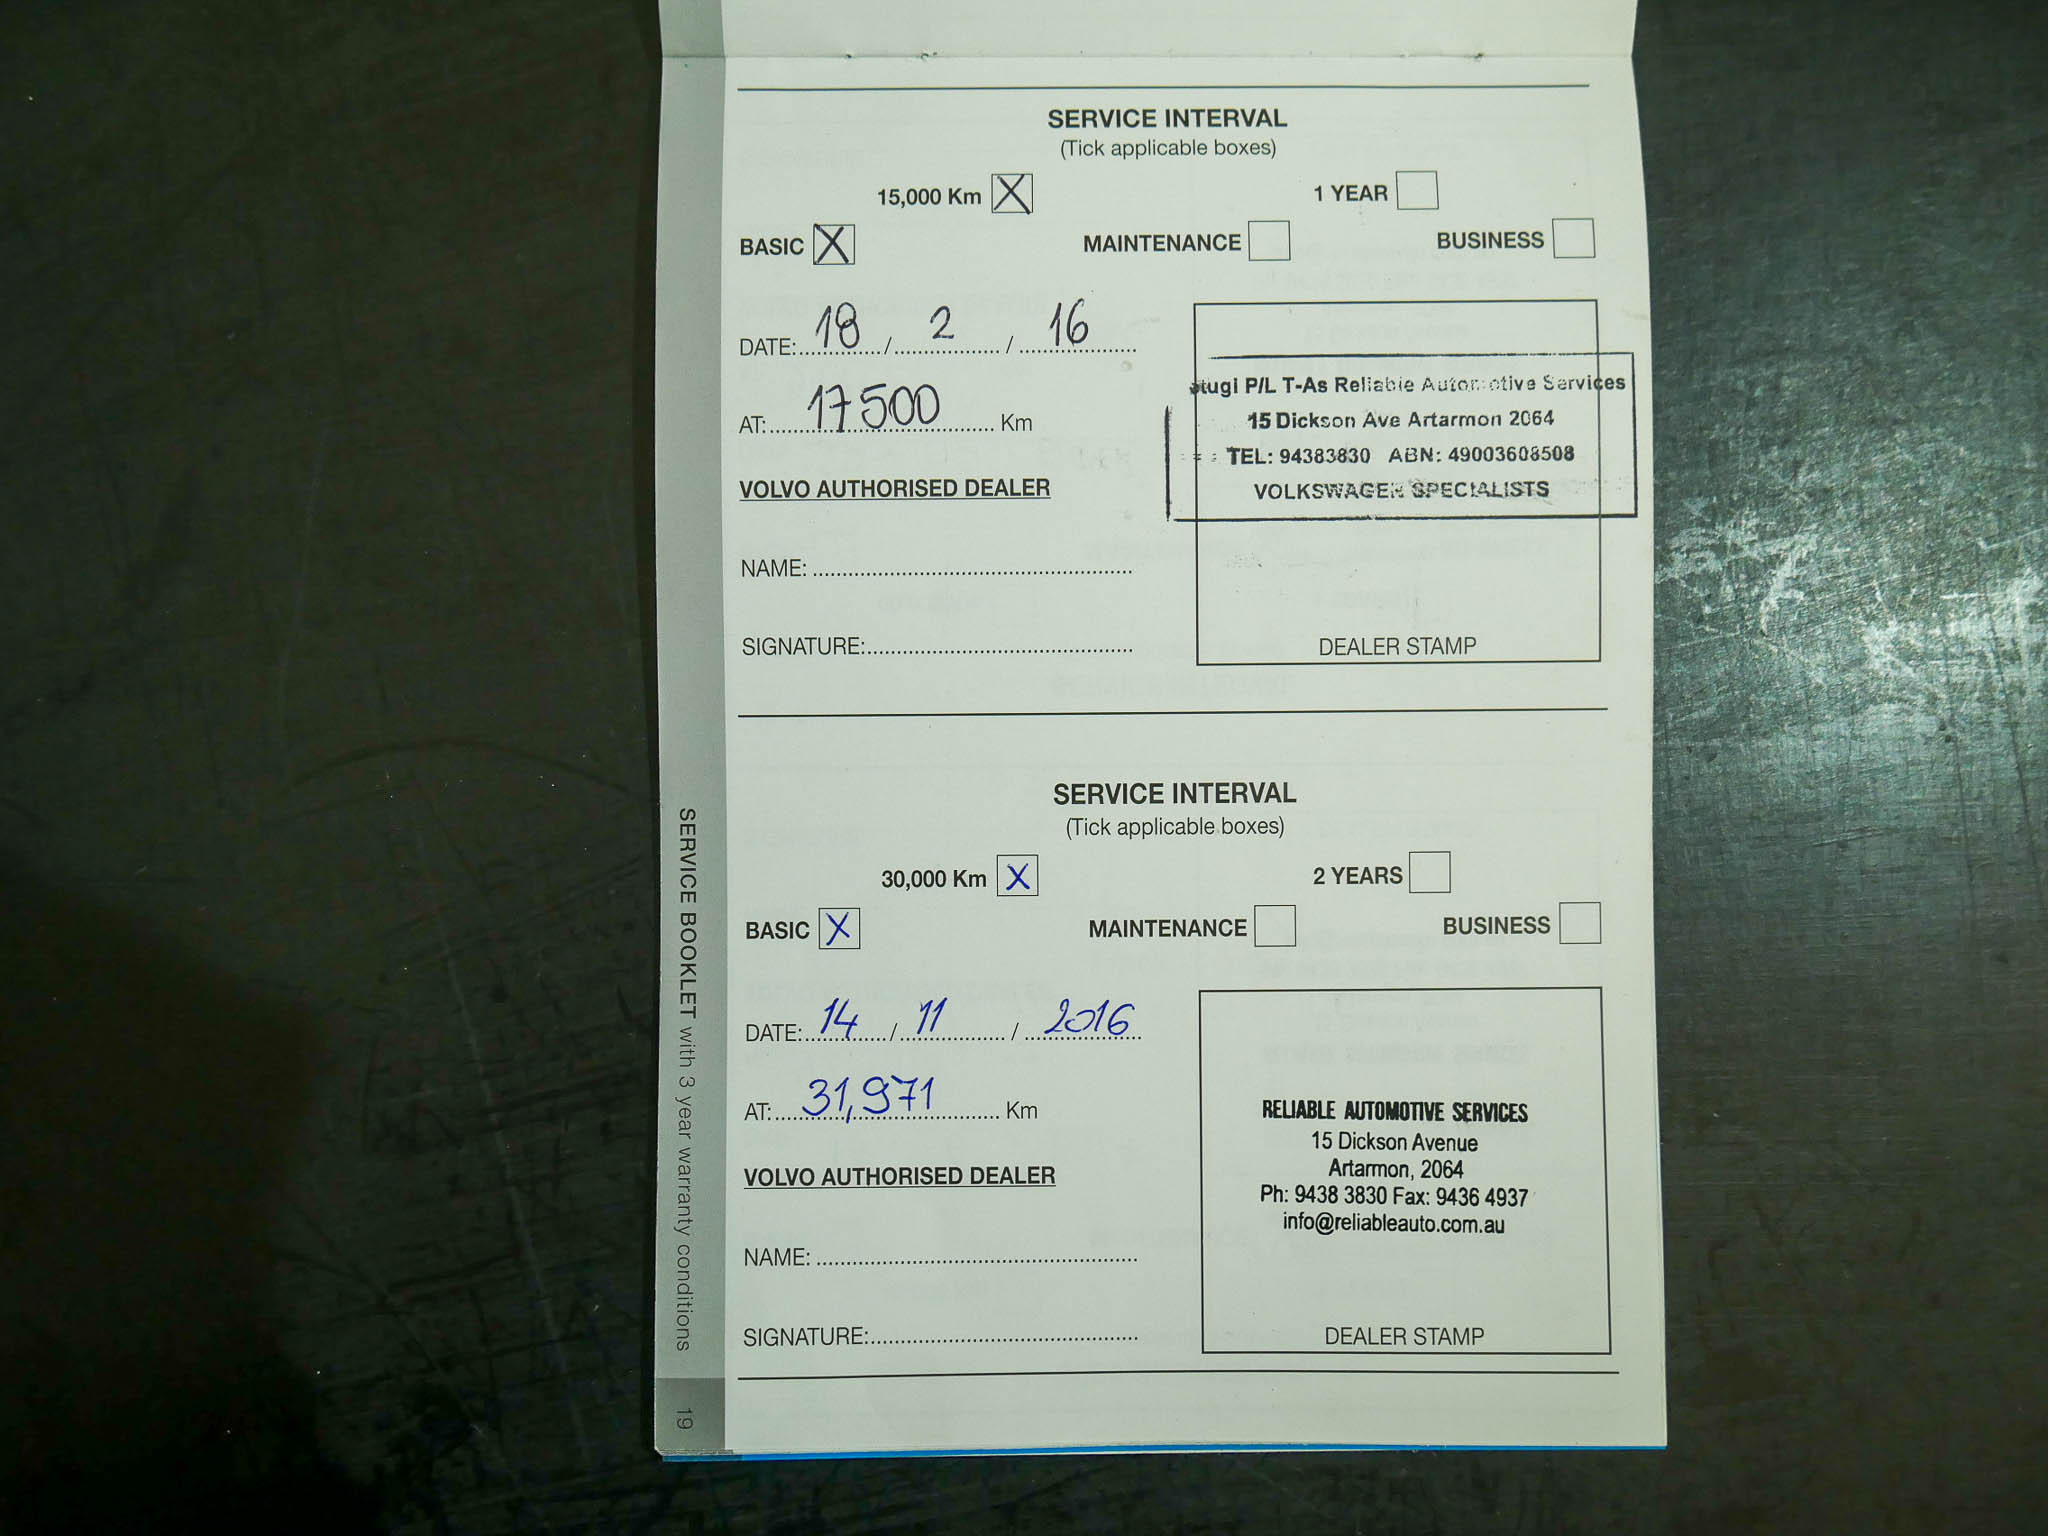 SERVICE INTERVAL
(Tick applicable boxes)
15,000 Km X 1 YEAR
BASIC X MAINTENANCE BUSINESS
DATE: 18 / 2 / 16
AT: 17500 Km
VOLVO AUTHORISED DEALER
NAME:
SIGNATURE:
P/L T-As Reliable Automotive Services
15 Dickson Ave Artarmon 2064
TEL: 94383830 ABN: 49003608508
VOLKSWAGEN SPECIALISTS
DEALER STAMP
SERVICE INTERVAL
(Tick applicable boxes)
30,000 Km X 2 YEARS
BASIC X MAINTENANCE BUSINESS
DATE: 14 / 11 / 2016
AT: 31,971 Km
VOLVO AUTHORISED DEALER
NAME:
SIGNATURE:
RELIABLE AUTOMOTIVE SERVICES
15 Dickson Avenue
Artarmon, 2064
Ph: 9438 3830 Fax: 9436 4937
info@reliableauto.com.au
DEALER STAMP
SERVICE BOOKLET with 3 year warranty conditions
19